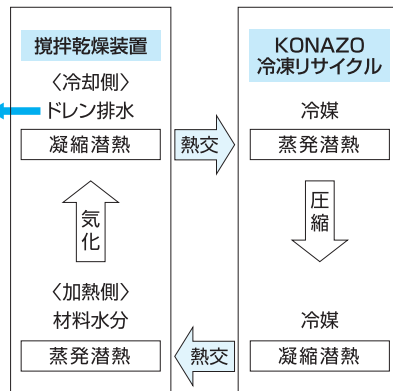 撹拌乾燥装置
〈冷却側〉
ドレン排水
凝縮潜熱
気化
〈加熱側〉
材料水分
蒸発潜熱
熱交
KONAZO
冷凍リサイクル
冷媒
蒸発潜熱
圧縮
冷媒
凝縮潜熱
熱交